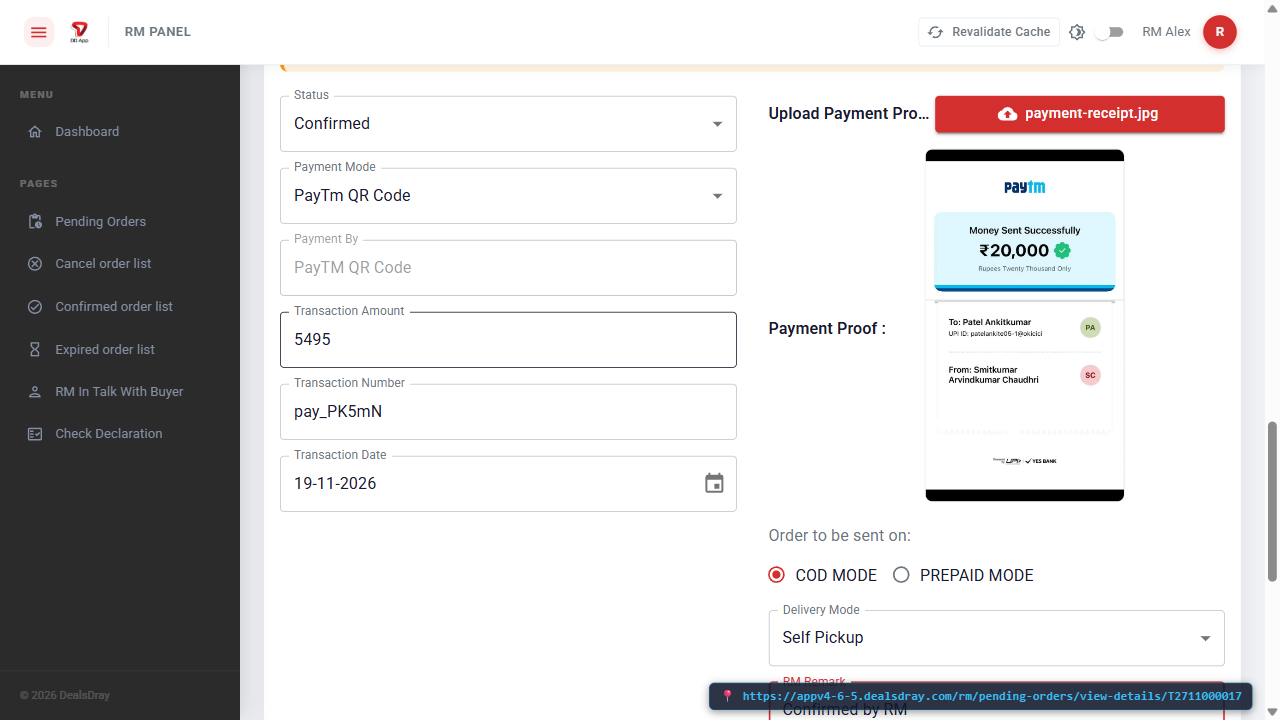 DD App
RM PANEL
Revalidate Cache
RM Alex
R
MENU
Dashboard
PAGES
Pending Orders
Cancel order list
Confirmed order list
Expired order list
RM In Talk With Buyer
Check Declaration
© 2026 DealsDray
Status
Confirmed
Payment Mode
PayTm QR Code
Payment By
PayTM QR Code
Transaction Amount
5495
Transaction Number
pay_PK5mN
Transaction Date
19-11-2026
Upload Payment Pro...
payment-receipt.jpg
Payment Proof :
paytm
Money Sent Successfully
₹20,000
Rupees Twenty Thousand Only
To: Patel Ankitkumar
UPI ID: patelankite05-1@okicici
PA
From: Smitkumar
Arvindkumar Chaudhri
SC
YES BANK
Order to be sent on:
COD MODE
PREPAID MODE
Delivery Mode
Self Pickup
RM Remark
Confirmed by RM
https://appv4-6-5.dealsdray.com/rm/pending-orders/view-details/T2711000017